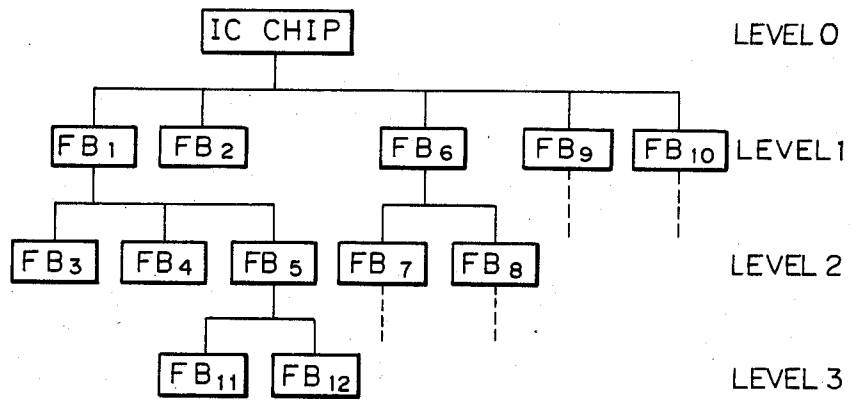 IC CHIP LEVEL 0
FB1 FB2 FB6 FB9 FB10 LEVEL 1
FB3 FB4 FB5 FB7 FB8 LEVEL 2
FB11 FB12 LEVEL 3